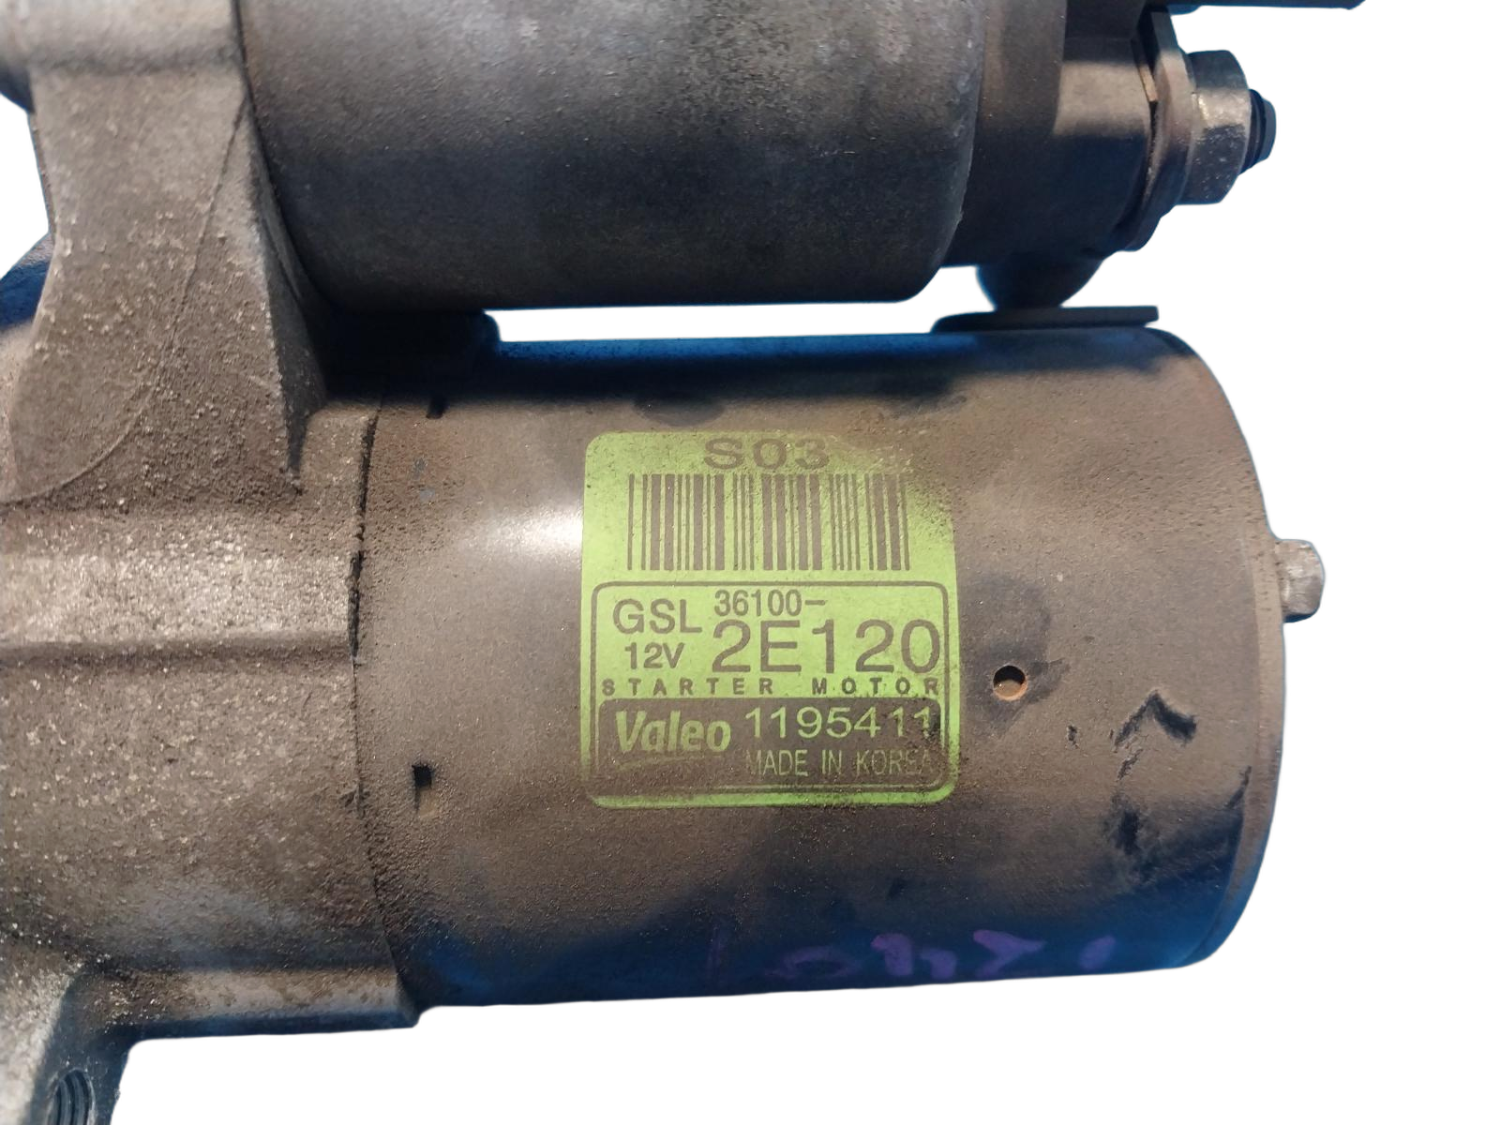 S03
GSL 36100-
12V 2E120
STARTER MOTOR
Valeo 1195411
MADE IN KOREA